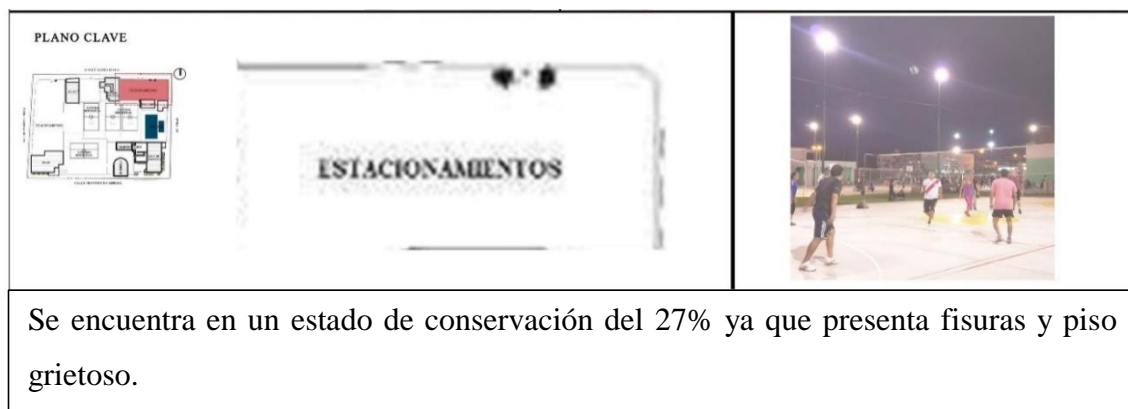 PLANO CLAVE
ESTACIONAMIENTOS
Se encuentra en un estado de conservación del 27% ya que presenta fisuras y piso
grietoso.